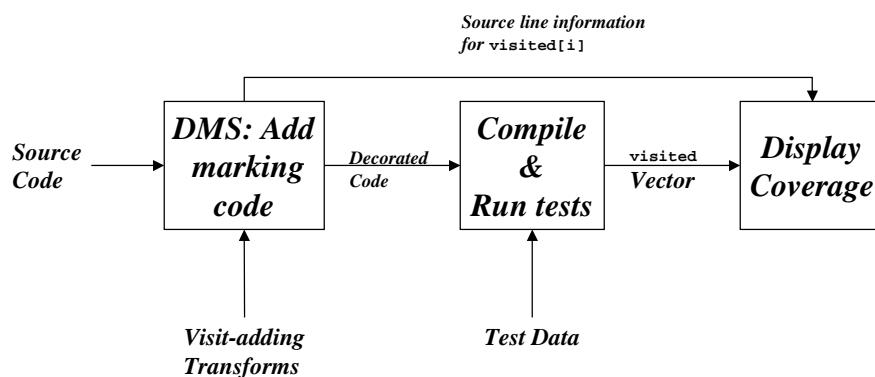 Source line information
for visited[i]
DMS: Add
marking
code
Compile
&
Run tests
Display
Coverage
Source
Code
Decorated
Code
visited
Vector
Visit-adding
Transforms
Test Data